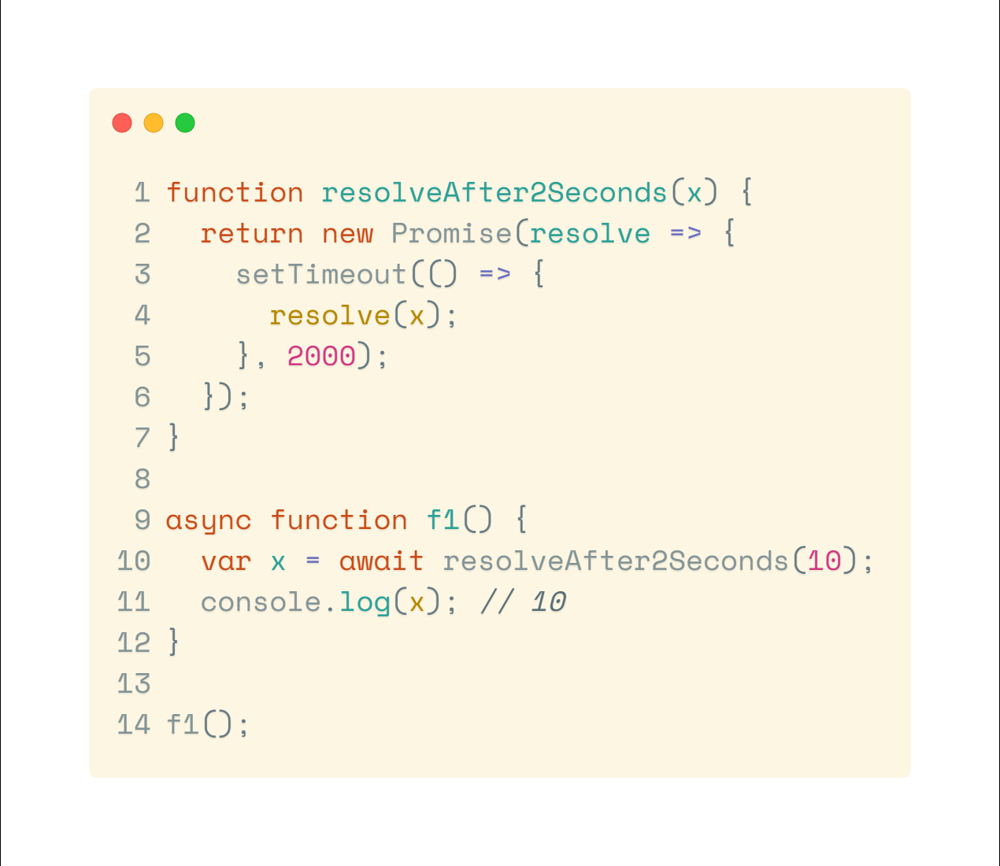 1 function resolveAfter2Seconds(x) {
2   return new Promise(resolve => {
3     setTimeout(() => {
4       resolve(x);
5     }, 2000);
6   });
7 }
8
9 async function f1() {
10   var x = await resolveAfter2Seconds(10);
11   console.log(x); // 10
12 }
13
14 f1();